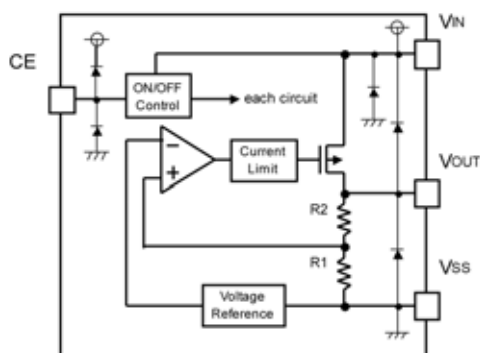 VIN
CE
ON/OFF
Control
each circuit
−
+
Current
Limit
VOUT
R2
R1
VSS
Voltage
Reference